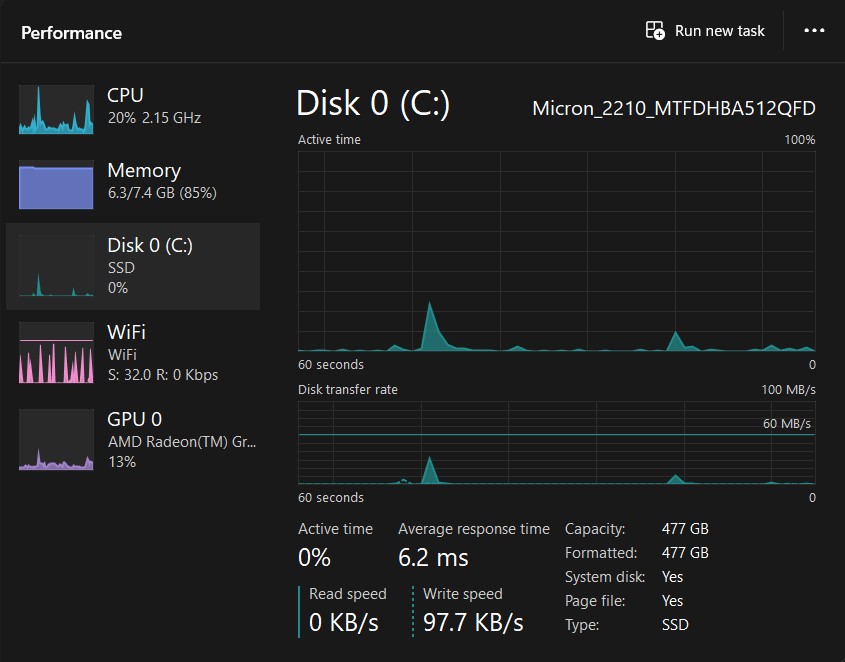 Performance
Run new task
CPU
20% 2.15 GHz
Memory
6.3/7.4 GB (85%)
Disk 0 (C:)
SSD
0%
WiFi
WiFi
S: 32.0 R: 0 Kbps
GPU 0
AMD Radeon(TM) Gr...
13%
Disk 0 (C:) Micron_2210_MTFDHBA512QFD
Active time 100%
60 seconds 0
Disk transfer rate 100 MB/s
60 MB/s
60 seconds 0
Active time Average response time
0% 6.2 ms
Read speed Write speed
0 KB/s 97.7 KB/s
Capacity: 477 GB
Formatted: 477 GB
System disk: Yes
Page file: Yes
Type: SSD